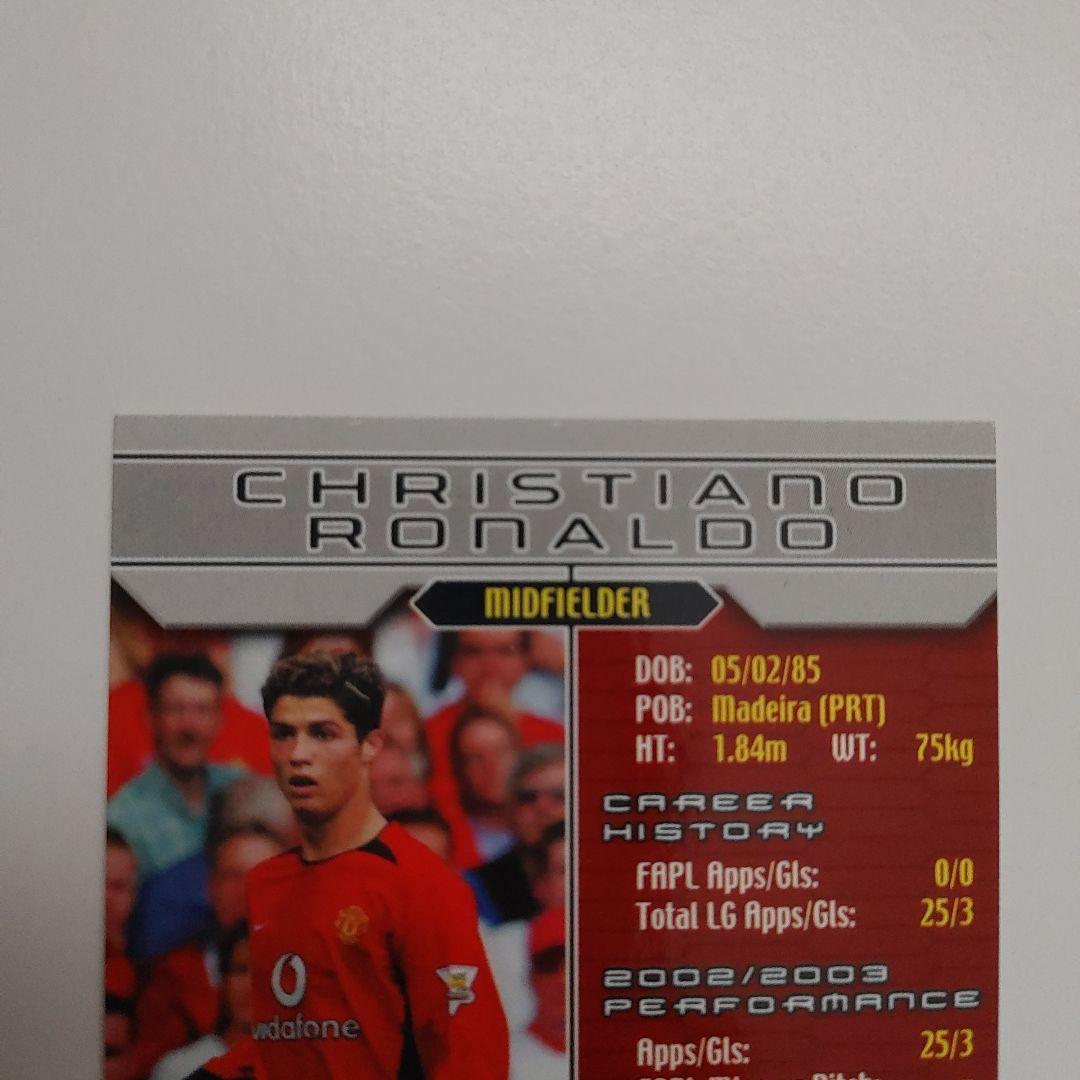 CHRISTIANO
RONALDO
MIDFIELDER
DOB: 05/02/85
POB: Madeira (PRT)
HT: 1.84m WT: 75kg
CAREER
HISTORY
FAPL Apps/Gls: 0/0
Total LG Apps/Gls: 25/3
2002/2003
PERFORMANCE
Apps/Gls: 25/3
vodafone